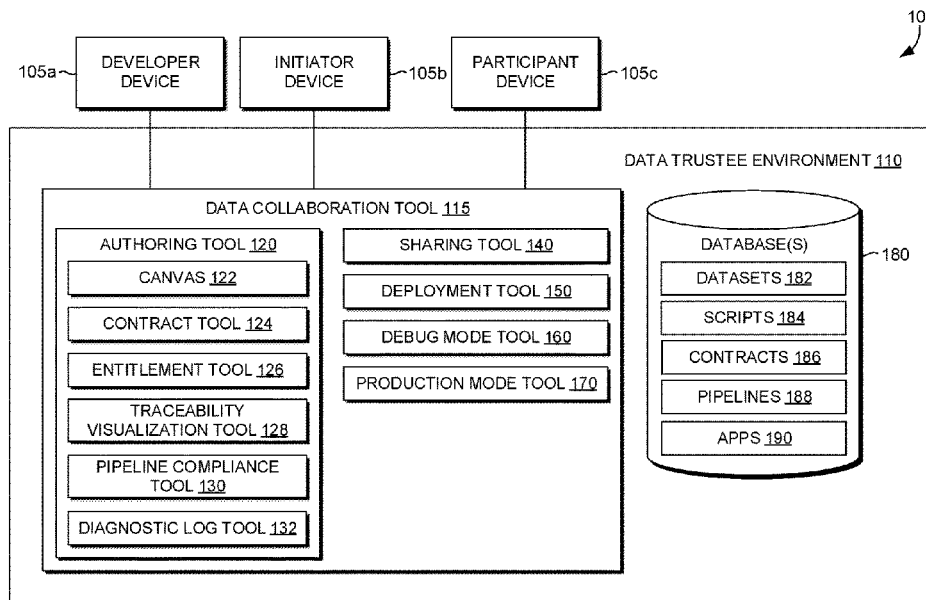 10
DEVELOPER
DEVICE
105a
INITIATOR
DEVICE
105b
PARTICIPANT
DEVICE
105c
DATA TRUSTEE ENVIRONMENT 110
DATA COLLABORATION TOOL 115
AUTHORING TOOL 120
CANVAS 122
CONTRACT TOOL 124
ENTITLEMENT TOOL 126
TRACEABILITY
VISUALIZATION TOOL 128
PIPELINE COMPLIANCE
TOOL 130
DIAGNOSTIC LOG TOOL 132
SHARING TOOL 140
DEPLOYMENT TOOL 150
DEBUG MODE TOOL 160
PRODUCTION MODE TOOL 170
DATABASE(S)
180
DATASETS 182
SCRIPTS 184
CONTRACTS 186
PIPELINES 188
APPS 190